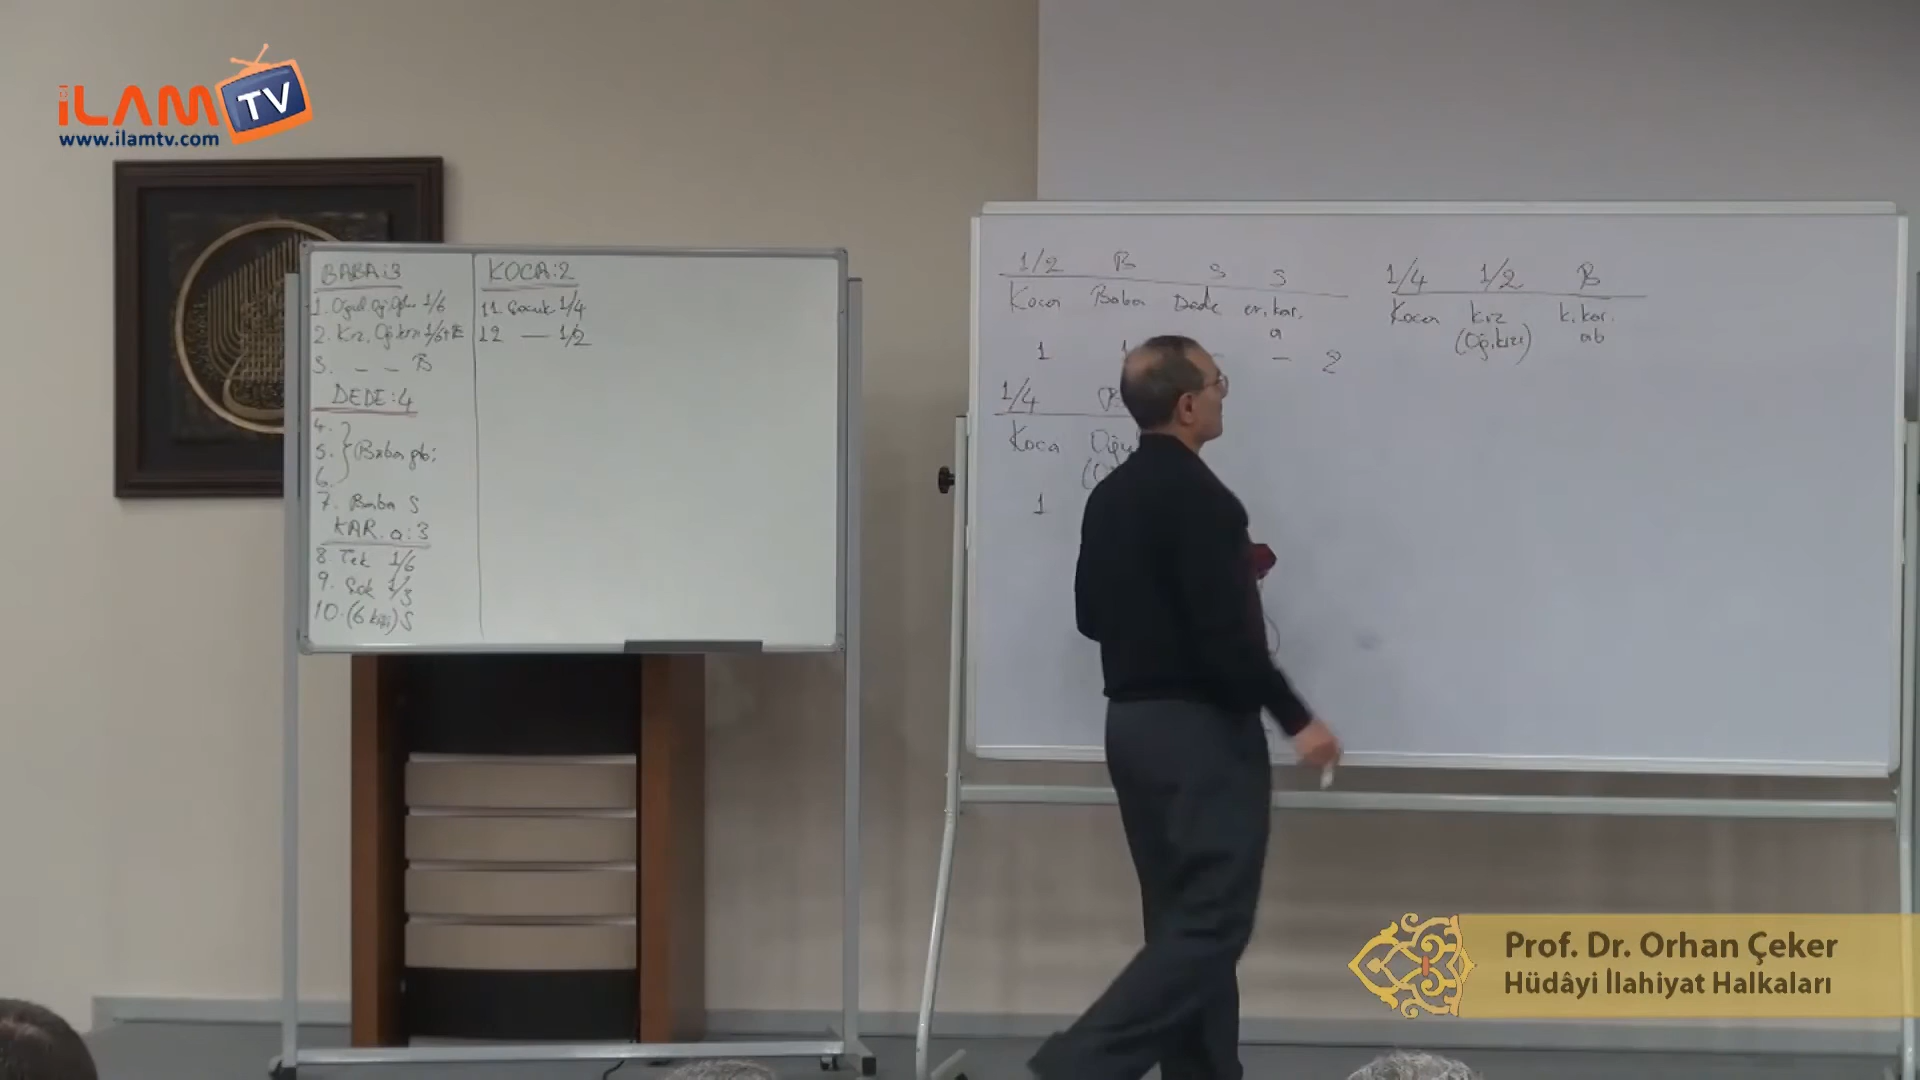 iLAM TV
www.ilamtv.com
BABA:3
1. Oğul, Oğ. Oğlu 1/6
2. Kız, Oğ. kızı 1/6+B
3. — — B
DEDE:4
4.
5. } Baba gibi
6.
7. Baba S
KAR. a:3
8. Tek 1/6
9. Çok 1/3
10. (6 kişi) S
KOCA:2
11. Çocuk 1/4
12 — 1/2
1/2 B S S
Koca Baba Dede er. kar.
a
1 1 - - 2
1/4 B
Koca Oğul
1
1/4 1/2 B
Koca kız k. kar.
(Oğ. kızı) ab
Prof. Dr. Orhan Çeker
Hüdâyi İlahiyat Halkaları